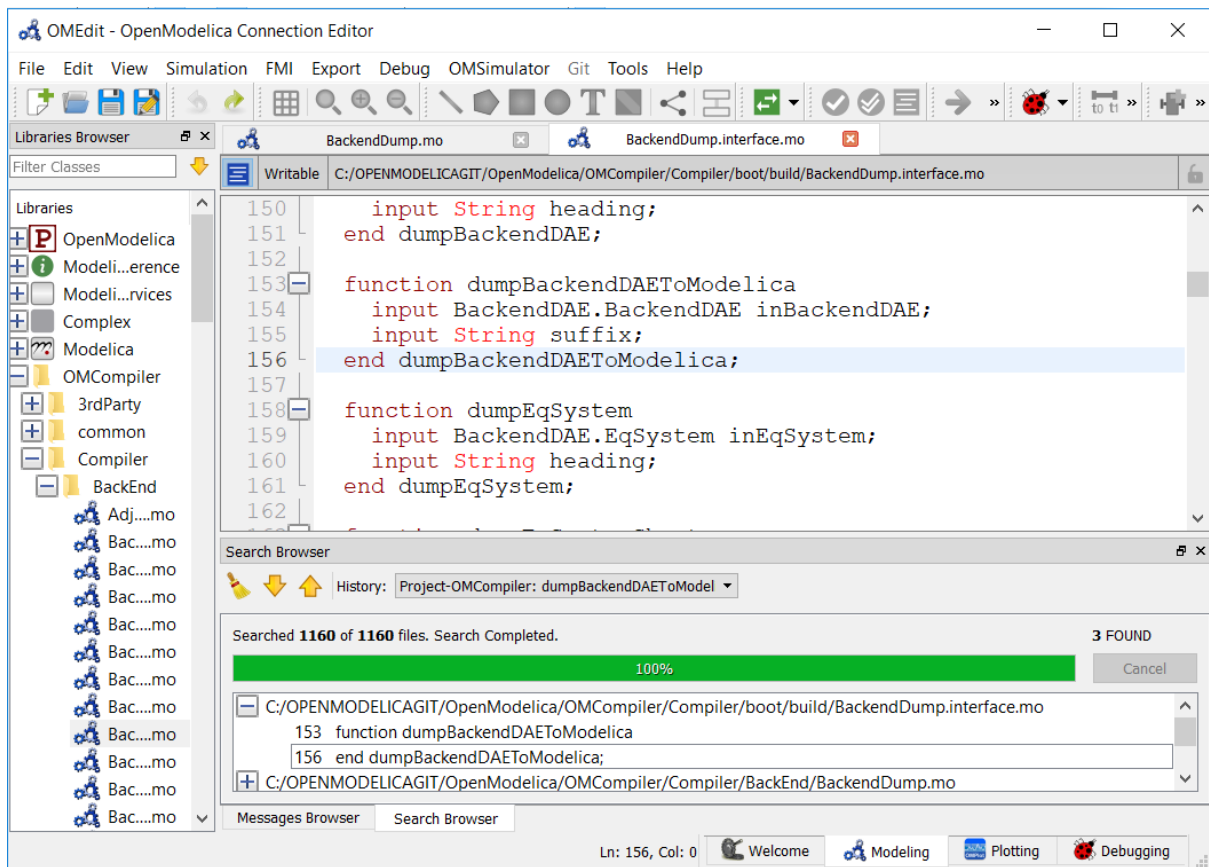 OMEdit - OpenModelica Connection Editor
File Edit View Simulation FMI Export Debug OMSimulator Git Tools Help
T » to t1 » »
Libraries Browser
BackendDump.mo BackendDump.interface.mo
Filter Classes
Writable C:/OPENMODELICAGIT/OpenModelica/OMCompiler/Compiler/boot/build/BackendDump.interface.mo
Libraries
P OpenModelica
i Modeli...erence
Modeli...rvices
Complex
Modelica
OMCompiler
3rdParty
common
Compiler
BackEnd
Adj....mo
Bac....mo
Bac....mo
Bac....mo
Bac....mo
Bac....mo
Bac....mo
Bac....mo
Bac....mo
Bac....mo
Bac....mo
Bac....mo
150 input String heading;
151 end dumpBackendDAE;
152
153 function dumpBackendDAEToModelica
154 input BackendDAE.BackendDAE inBackendDAE;
155 input String suffix;
156 end dumpBackendDAEToModelica;
157
158 function dumpEqSystem
159 input BackendDAE.EqSystem inEqSystem;
160 input String heading;
161 end dumpEqSystem;
162
Search Browser
History: Project-OMCompiler: dumpBackendDAEToModel
Searched 1160 of 1160 files. Search Completed. 3 FOUND
100% Cancel
C:/OPENMODELICAGIT/OpenModelica/OMCompiler/Compiler/boot/build/BackendDump.interface.mo
153 function dumpBackendDAEToModelica
156 end dumpBackendDAEToModelica;
C:/OPENMODELICAGIT/OpenModelica/OMCompiler/Compiler/BackEnd/BackendDump.mo
Messages Browser Search Browser
Ln: 156, Col: 0 Welcome Modeling Plotting Debugging